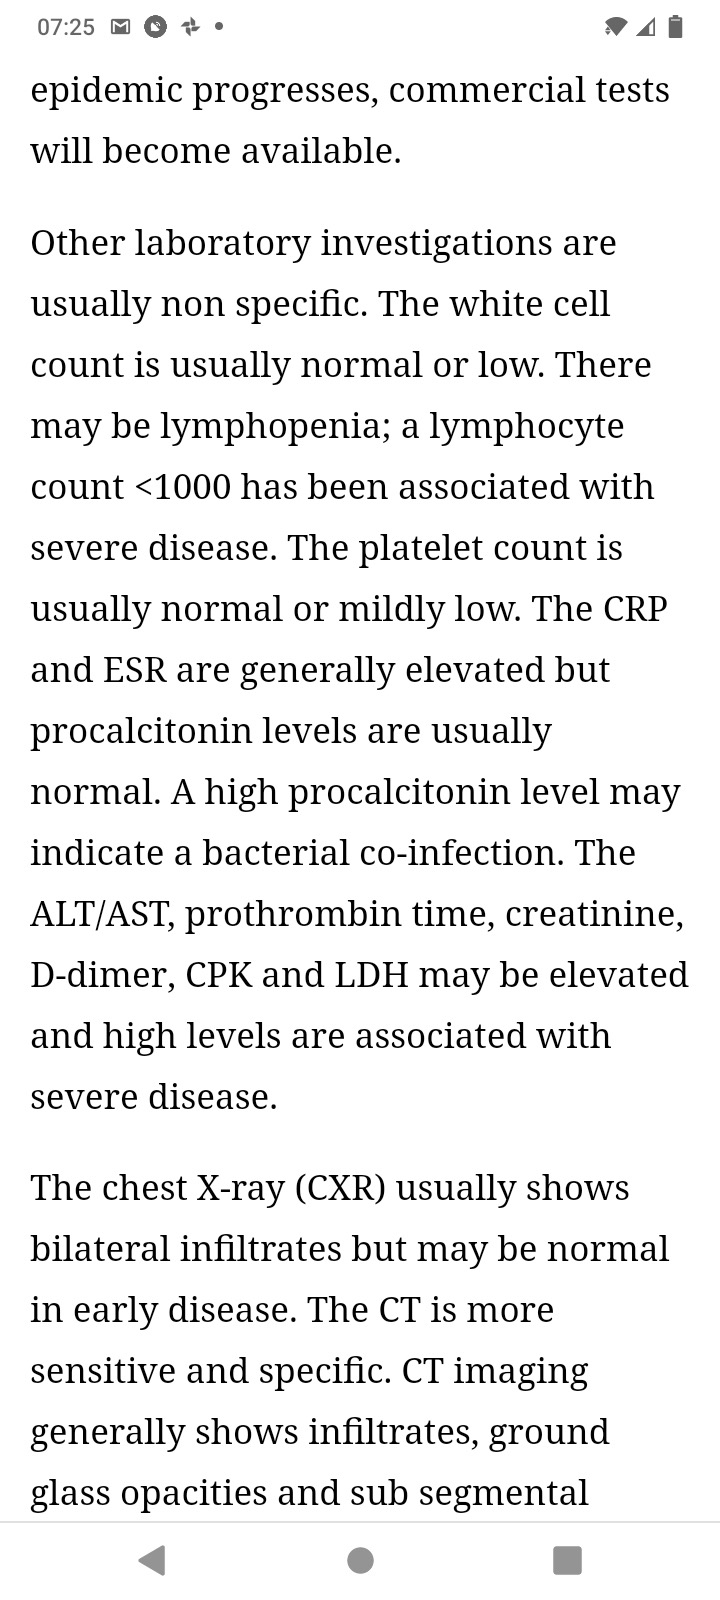 07:25
epidemic progresses, commercial tests
will become available.
Other laboratory investigations are
usually non specific. The white cell
count is usually normal or low. There
may be lymphopenia; a lymphocyte
count <1000 has been associated with
severe disease. The platelet count is
usually normal or mildly low. The CRP
and ESR are generally elevated but
procalcitonin levels are usually
normal. A high procalcitonin level may
indicate a bacterial co-infection. The
ALT/AST, prothrombin time, creatinine,
D-dimer, CPK and LDH may be elevated
and high levels are associated with
severe disease.
The chest X-ray (CXR) usually shows
bilateral infiltrates but may be normal
in early disease. The CT is more
sensitive and specific. CT imaging
generally shows infiltrates, ground
glass opacities and sub segmental